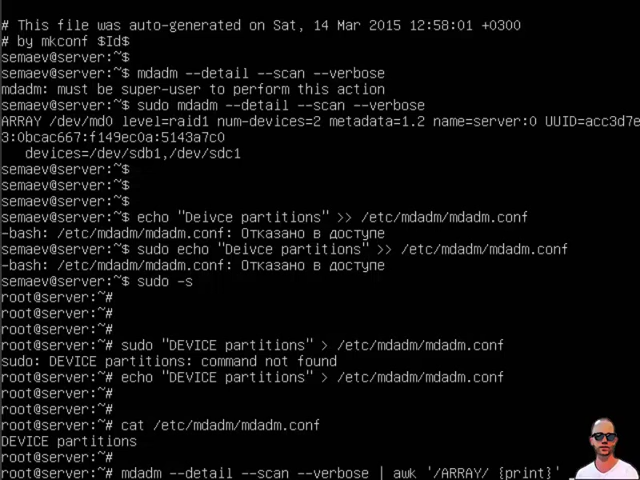 # This file was auto-generated on Sat, 14 Mar 2015 12:58:01 +0300
# by mkconf $Id$
semaev@server:~$
semaev@server:~$ mdadm --detail --scan --verbose
mdadm: must be super-user to perform this action
semaev@server:~$ sudo mdadm --detail --scan --verbose
ARRAY /dev/md0 level=raid1 num-devices=2 metadata=1.2 name=server:0 UUID=acc3d7e
3:0bcac667:f149ec0a:5143a7c0
devices=/dev/sdb1,/dev/sdc1
semaev@server:~$
semaev@server:~$
semaev@server:~$
semaev@server:~$ echo "Deivce partitions" >> /etc/mdadm/mdadm.conf
-bash: /etc/mdadm/mdadm.conf: Отказано в доступе
semaev@server:~$ sudo echo "Deivce partitions" >> /etc/mdadm/mdadm.conf
-bash: /etc/mdadm/mdadm.conf: Отказано в доступе
semaev@server:~$ sudo -s
root@server:~#
root@server:~#
root@server:~#
root@server:~# sudo "DEVICE partitions" > /etc/mdadm/mdadm.conf
sudo: DEVICE partitions: command not found
root@server:~# echo "DEVICE partitions" > /etc/mdadm/mdadm.conf
root@server:~#
root@server:~#
root@server:~# cat /etc/mdadm/mdadm.conf
DEVICE partitions
root@server:~#
root@server:~# mdadm --detail --scan --verbose | awk '/ARRAY/ {print}'